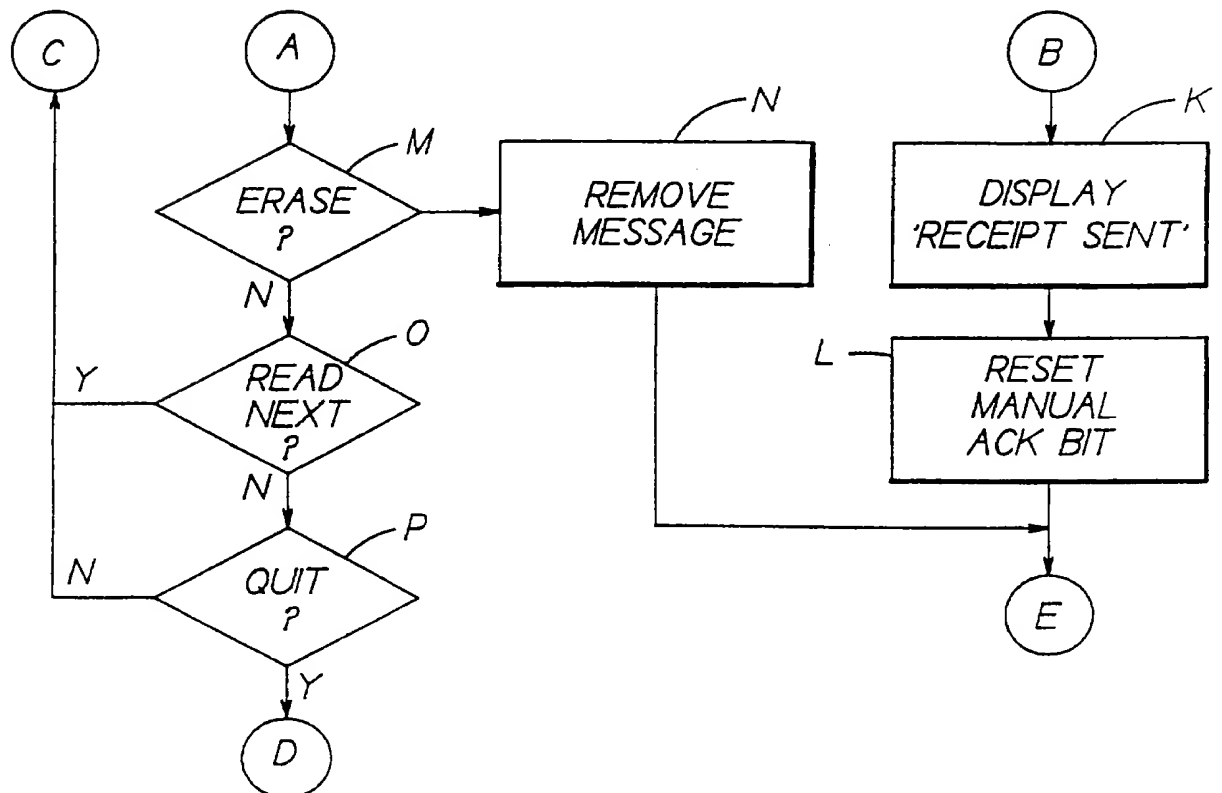 C
A
B
M
ERASE
?
N
REMOVE
MESSAGE
K
DISPLAY
'RECEIPT SENT'
N
O
READ
NEXT
?
Y
L
RESET
MANUAL
ACK BIT
N
P
QUIT
?
N
E
Y
D